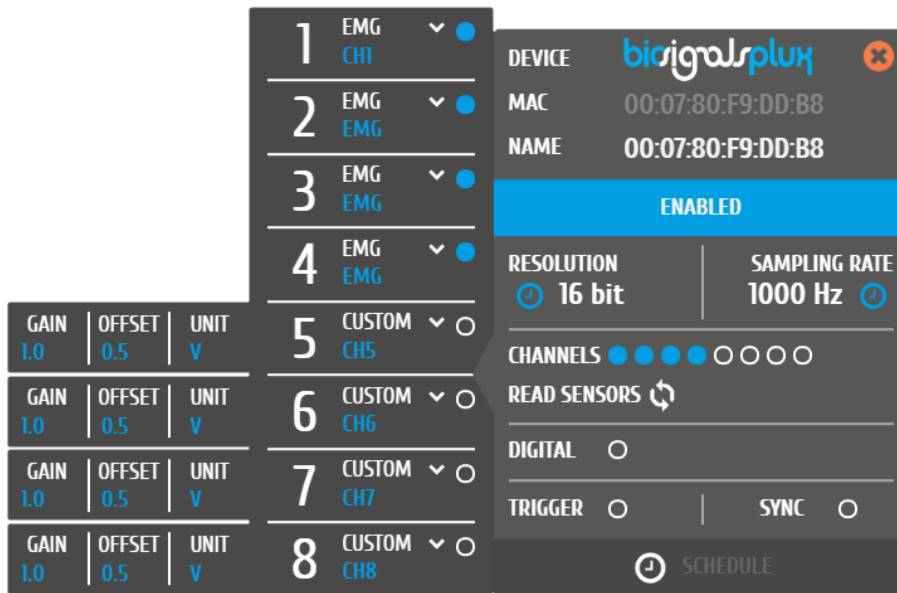 1 EMG
CH1
2 EMG
EMG
3 EMG
EMG
4 EMG
EMG
GAIN OFFSET UNIT
1.0 0.5 V
5 CUSTOM
CH5
GAIN OFFSET UNIT
1.0 0.5 V
6 CUSTOM
CH6
GAIN OFFSET UNIT
1.0 0.5 V
7 CUSTOM
CH7
GAIN OFFSET UNIT
1.0 0.5 V
8 CUSTOM
CH8
DEVICE biosignalsplux
MAC 00:07:80:F9:DD:B8
NAME 00:07:80:F9:DD:B8
ENABLED
RESOLUTION SAMPLING RATE
16 bit 1000 Hz
CHANNELS
READ SENSORS
DIGITAL
TRIGGER SYNC
SCHEDULE